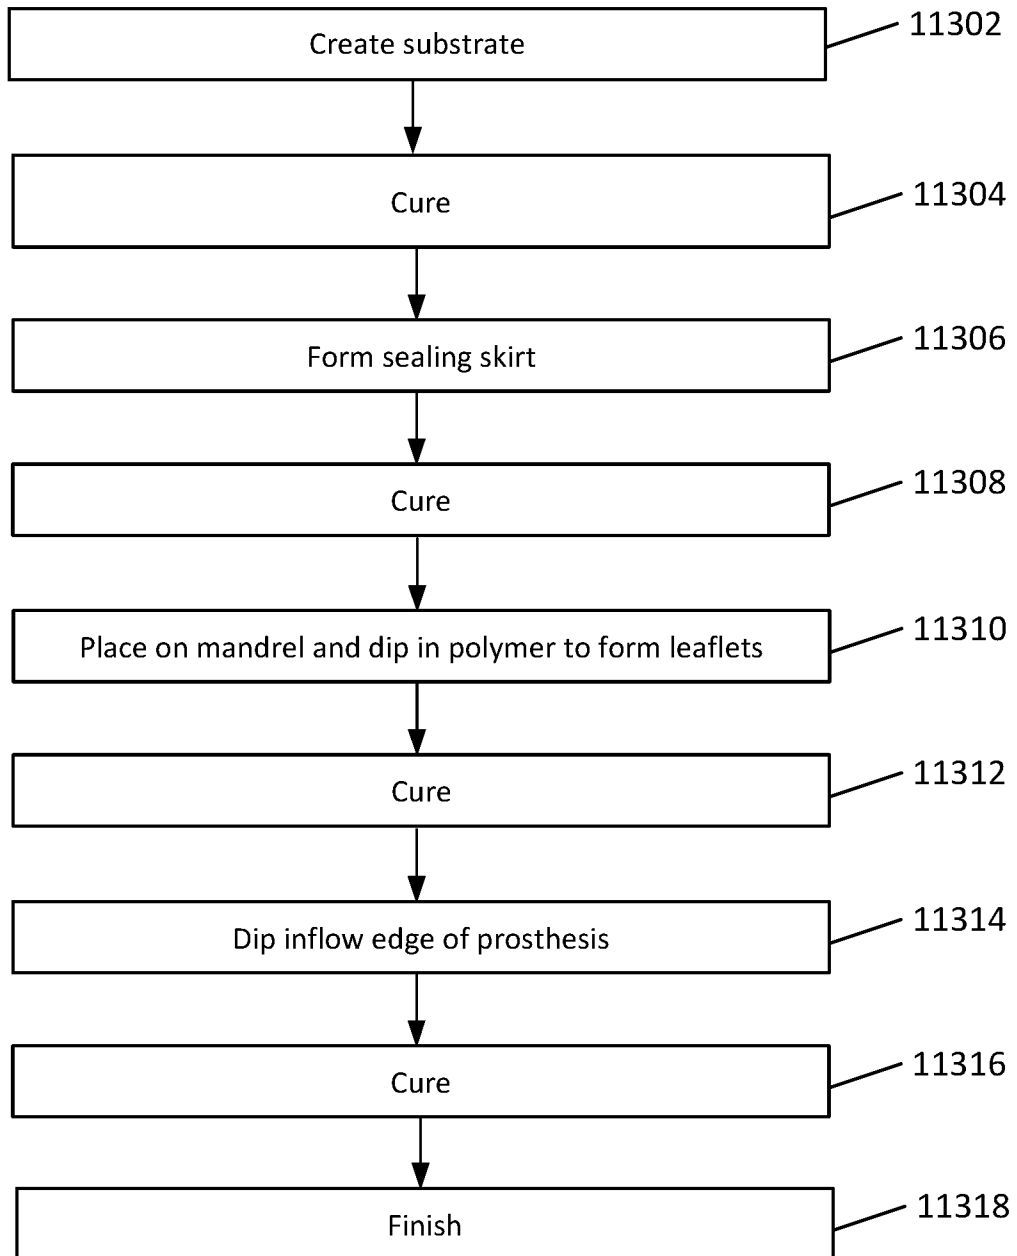 Create substrate 11302
Cure 11304
Form sealing skirt 11306
Cure 11308
Place on mandrel and dip in polymer to form leaflets 11310
Cure 11312
Dip inflow edge of prosthesis 11314
Cure 11316
Finish 11318